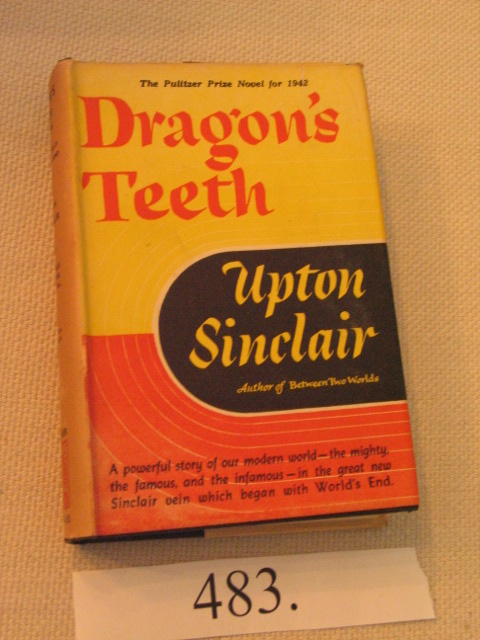 The Pulitzer Prize Novel for 1942
Dragon's
Teeth
Upton
Sinclair
Author of Between Two Worlds
A powerful story of our modern world—the mighty,
the famous, and the infamous—in the great new
Sinclair vein which began with World's End.
483.